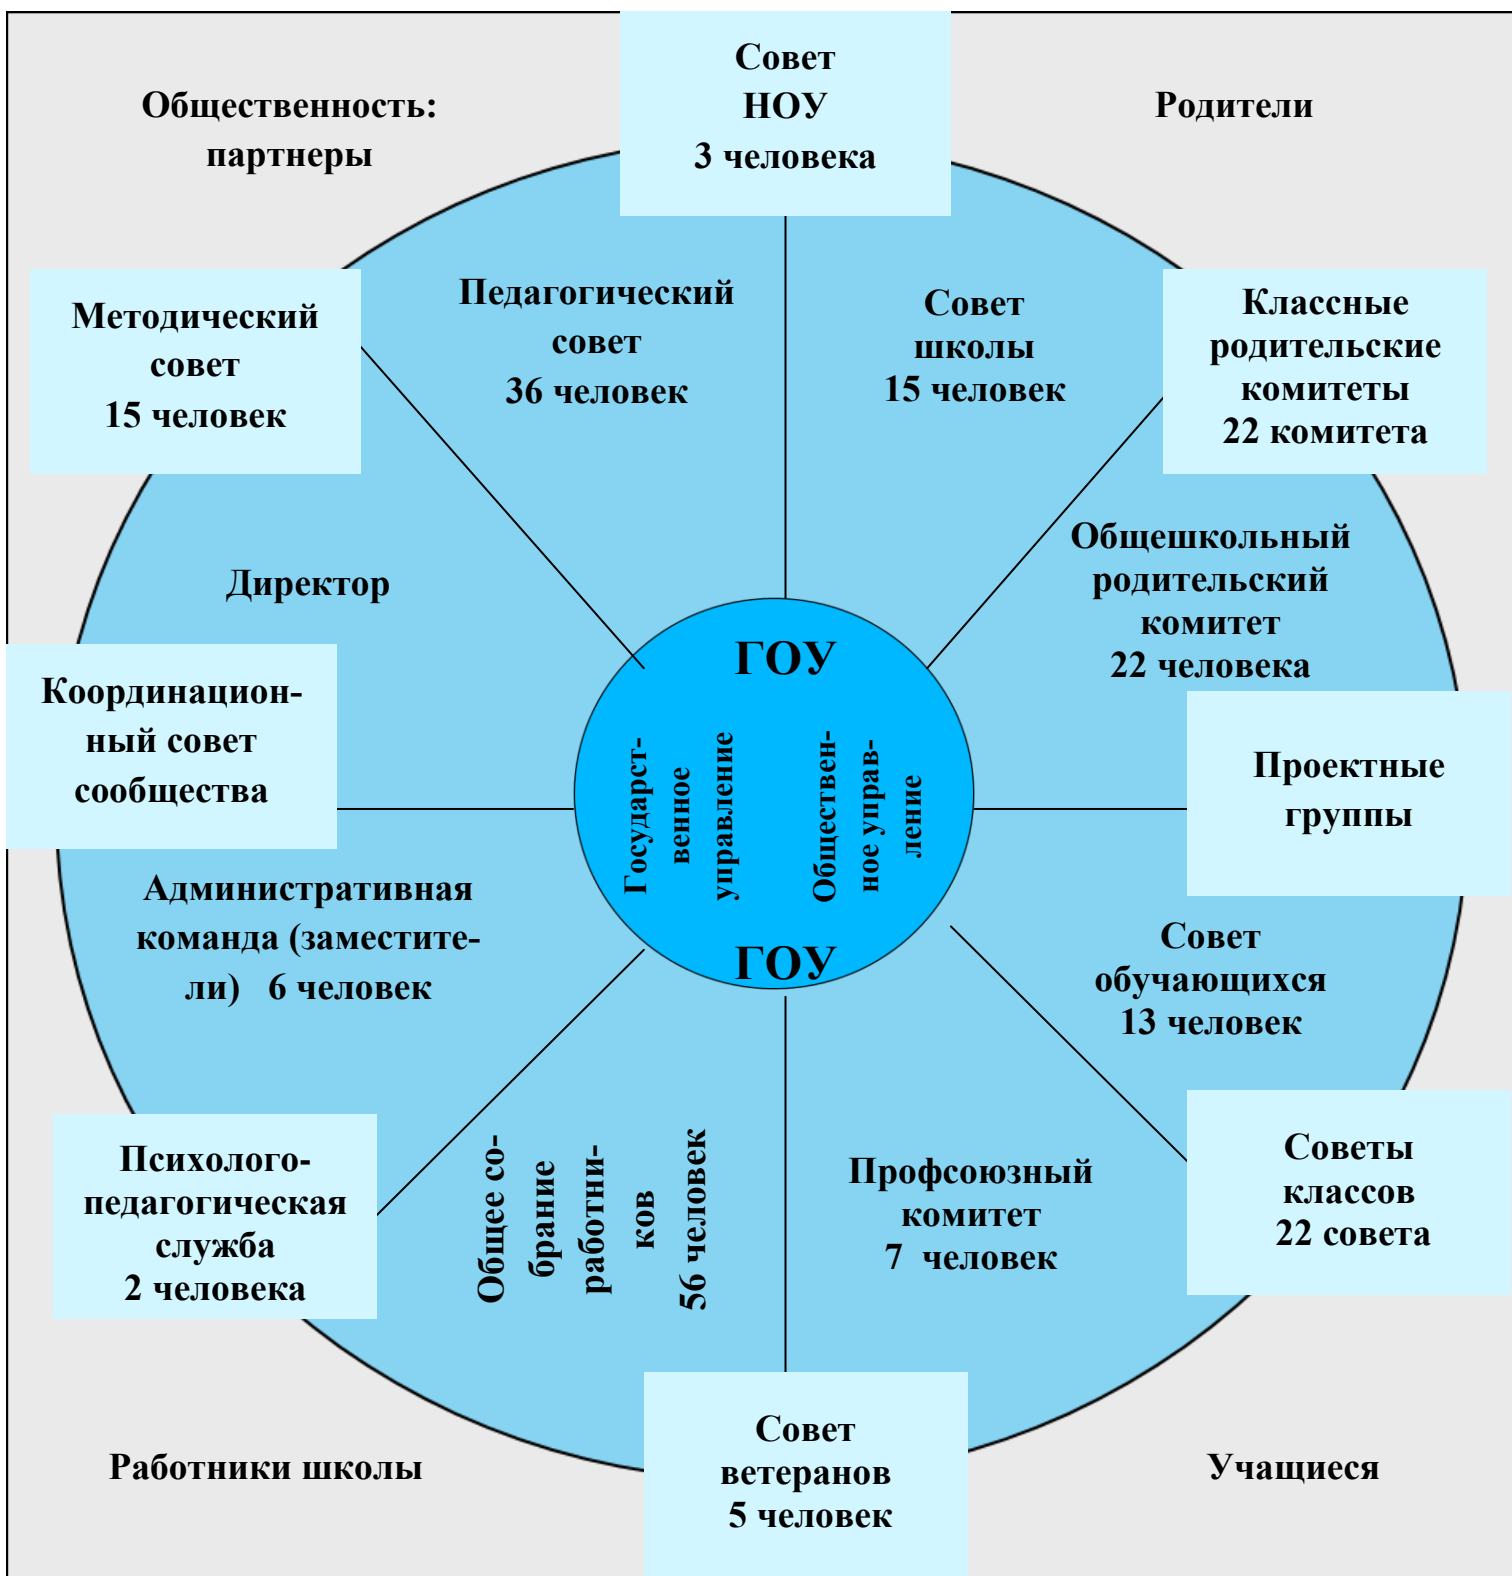 Общественность:
партнеры
Совет
НОУ
3 человека
Родители
Методический
совет
15 человек
Педагогический
совет
36 человек
Совет
школы
15 человек
Классные
родительские
комитеты
22 комитета
Директор
Общешкольный
родительский
комитет
22 человека
Координацион-
ный совет
сообщества
ГОУ
Государст-
венное
управление
Обществен-
ное управ-
ление
ГОУ
Проектные
группы
Административная
команда (заместите-
ли) 6 человек
Совет
обучающихся
13 человек
Психолого-
педагогическая
служба
2 человека
Общее со-
брание
работни-
ков
56 человек
Профсоюзный
комитет
7 человек
Советы
классов
22 совета
Работники школы
Совет
ветеранов
5 человек
Учащиеся